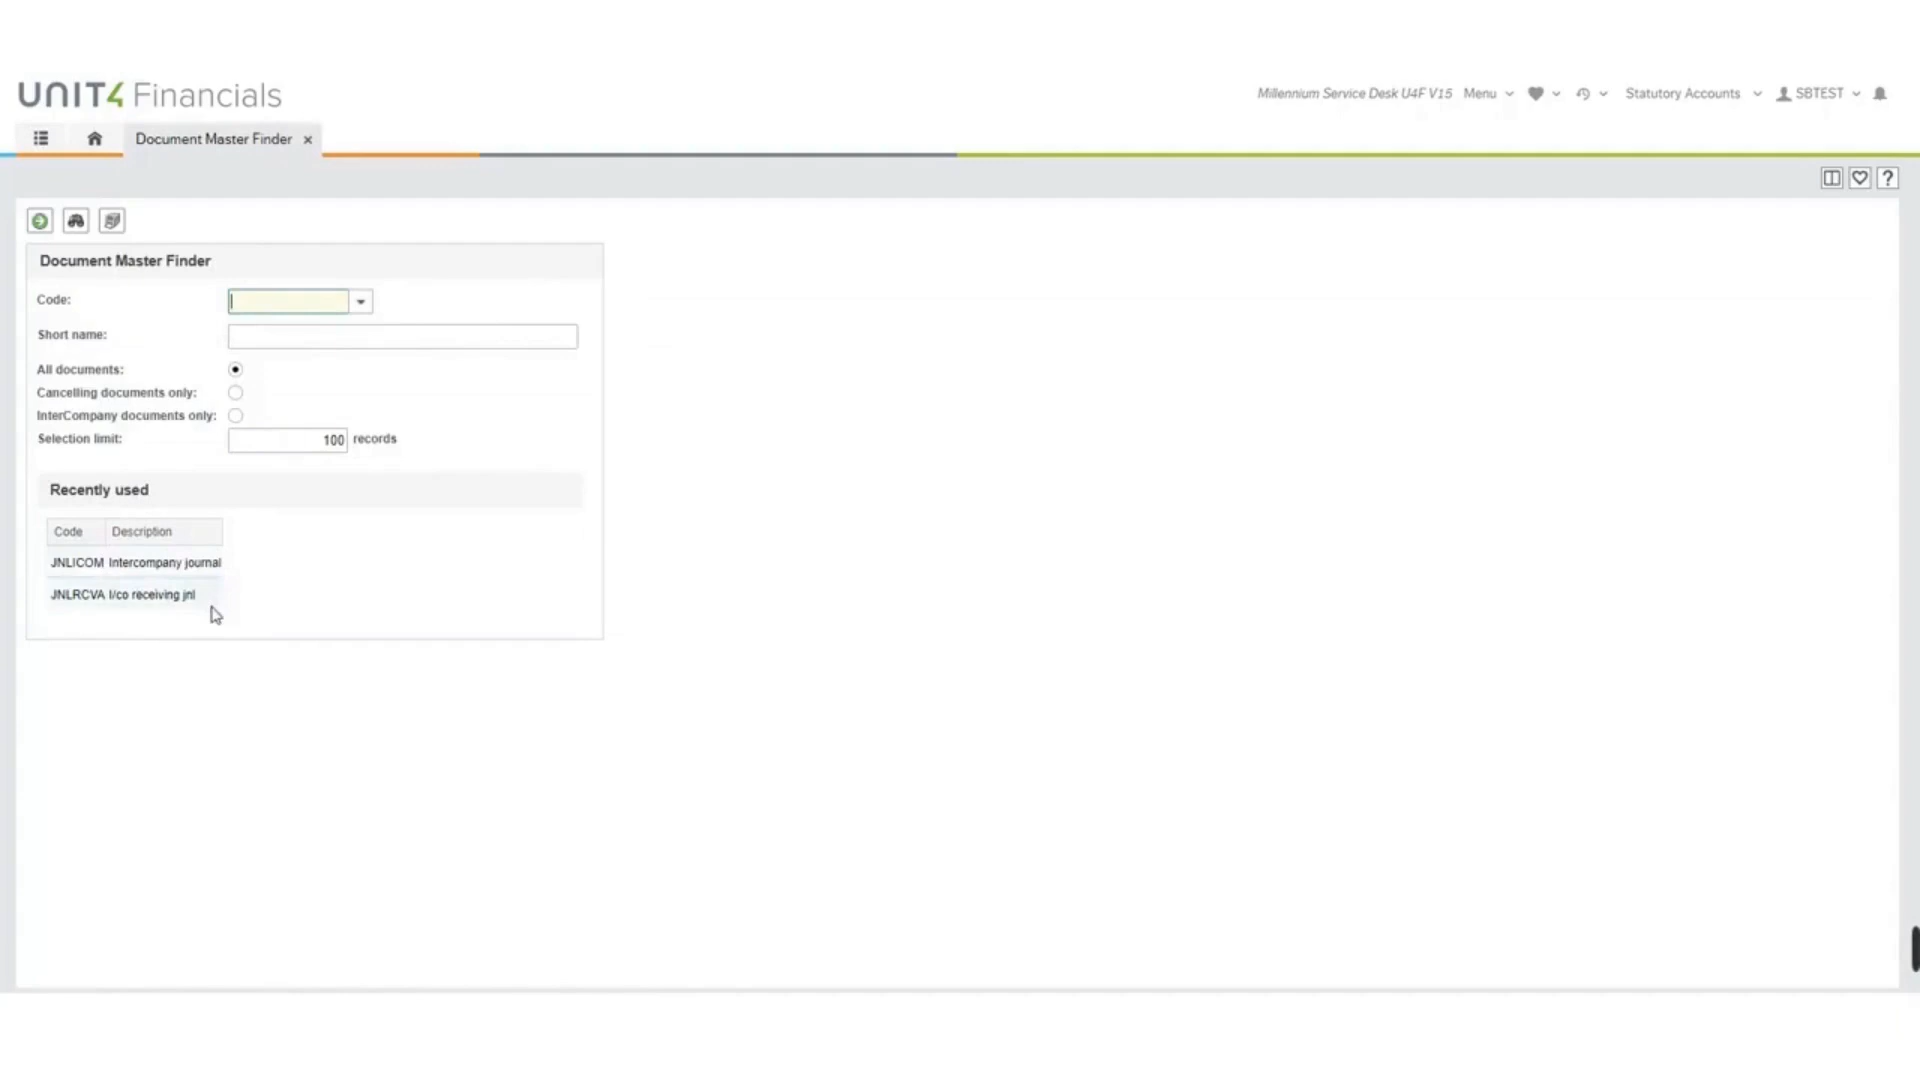 UNIT4 Financials
Millennium Service Desk U4F V15 Menu Statutory Accounts SBTEST
Document Master Finder ×
?
Document Master Finder
Code:
Short name:
All documents:
Cancelling documents only:
InterCompany documents only:
Selection limit: 100 records
Recently used
Code Description
JNLICOM Intercompany journal
JNLRCVA I/co receiving jnl